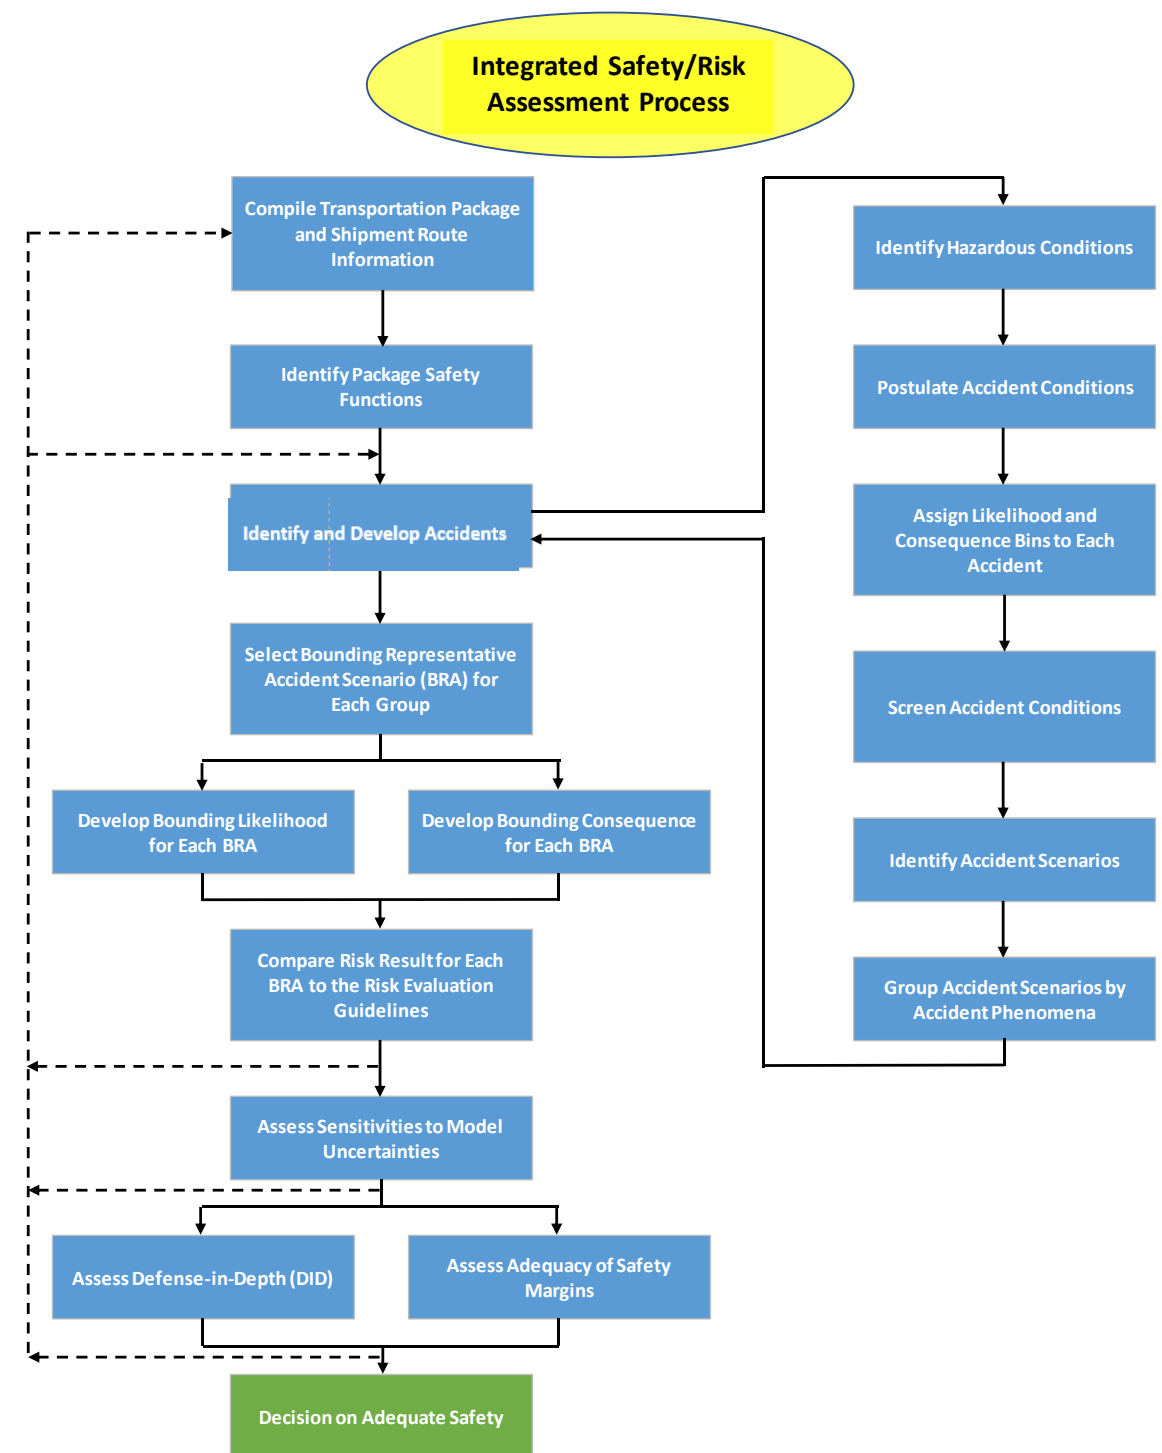 Integrated Safety/Risk
Assessment Process
Compile Transportation Package
and Shipment Route
Information
Identify Package Safety
Functions
Identify and Develop Accidents
Select Bounding Representative
Accident Scenario (BRA) for
Each Group
Develop Bounding Likelihood
for Each BRA
Develop Bounding Consequence
for Each BRA
Compare Risk Result for Each
BRA to the Risk Evaluation
Guidelines
Assess Sensitivities to Model
Uncertainties
Assess Defense-in-Depth (DID)
Assess Adequacy of Safety
Margins
Decision on Adequate Safety
Identify Hazardous Conditions
Postulate Accident Conditions
Assign Likelihood and
Consequence Bins to Each
Accident
Screen Accident Conditions
Identify Accident Scenarios
Group Accident Scenarios by
Accident Phenomena